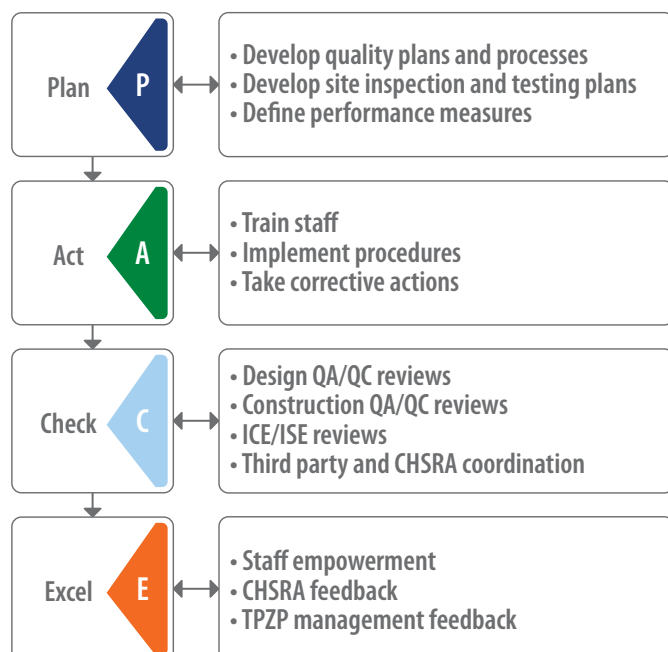 Plan
P
• Develop quality plans and processes
• Develop site inspection and testing plans
• Define performance measures
Act
A
• Train staff
• Implement procedures
• Take corrective actions
Check
C
• Design QA/QC reviews
• Construction QA/QC reviews
• ICE/ISE reviews
• Third party and CHSRA coordination
Excel
E
• Staff empowerment
• CHSRA feedback
• TPZP management feedback